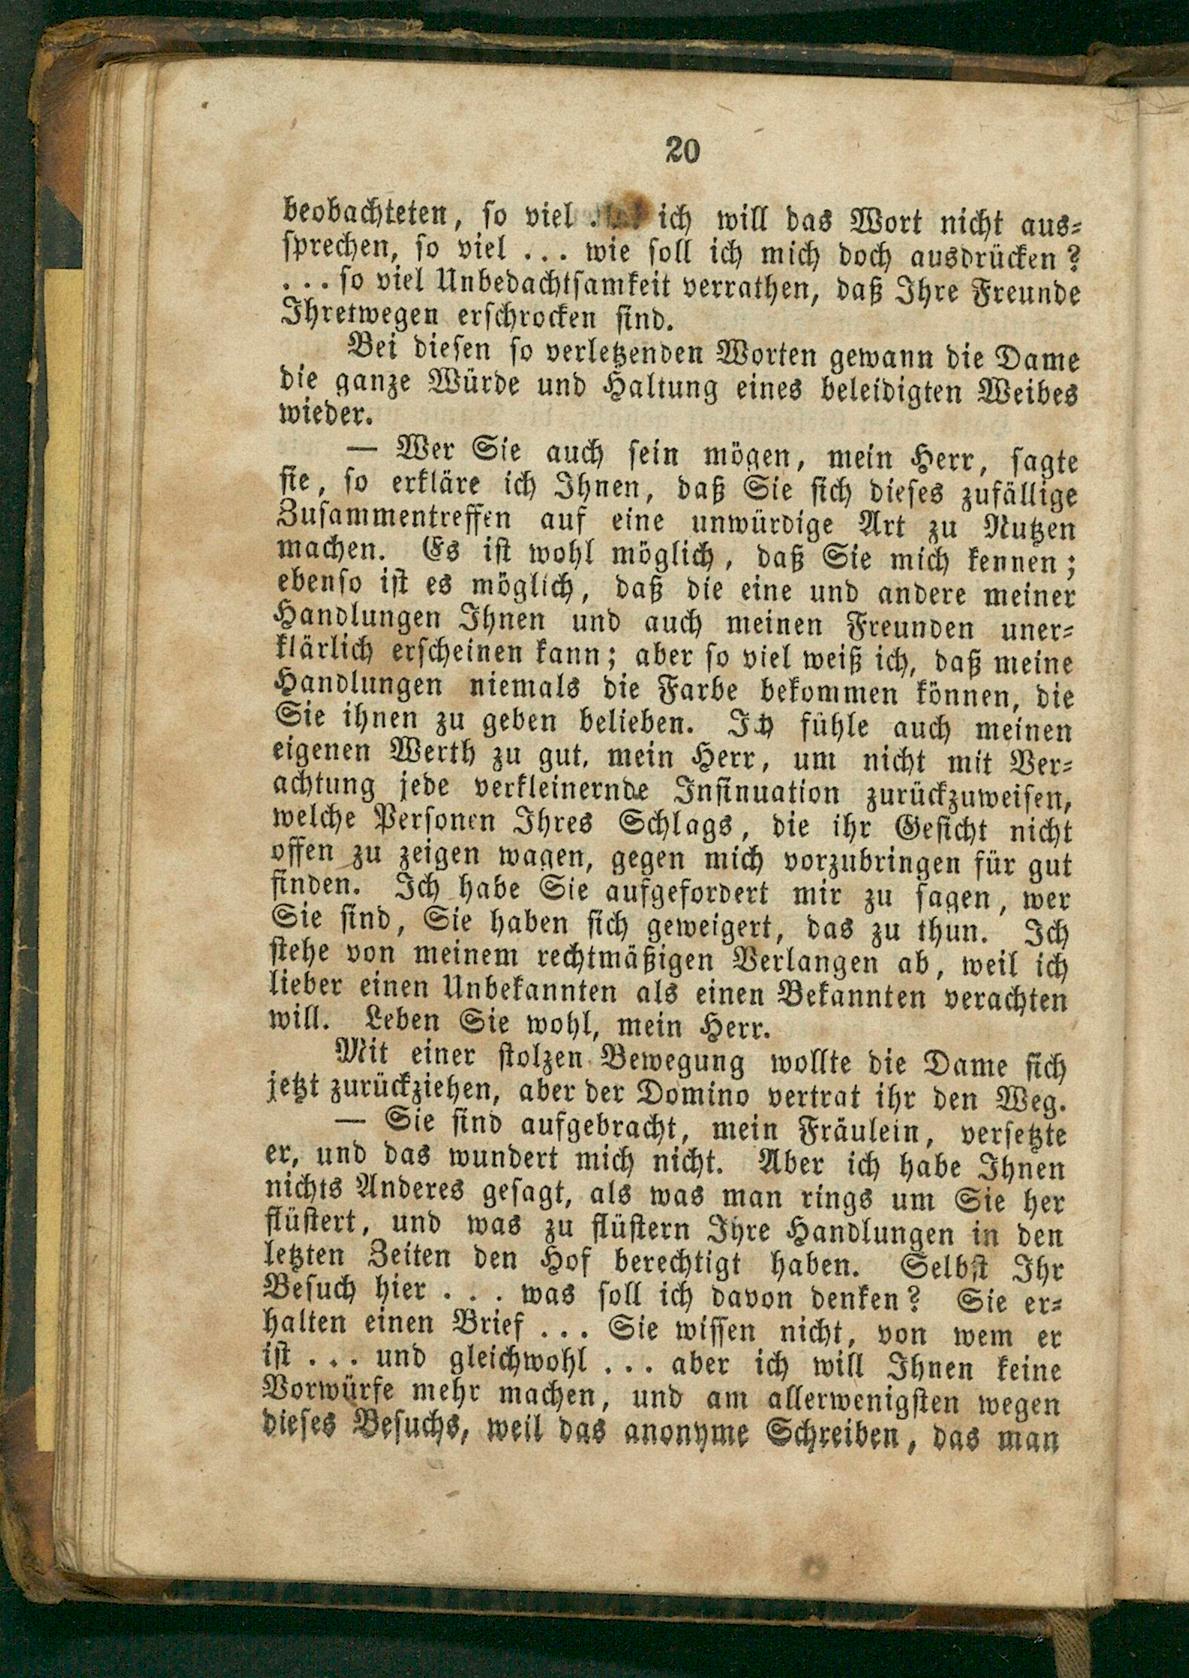 20
beobachteten, so viel ... ich will das Wort nicht aus-
sprechen, so viel ... wie soll ich mich doch ausdrücken?
... so viel Unbedachtsamkeit verrathen, daß Ihre Freunde
Ihretwegen erschrocken sind.
Bei diesen so verletzenden Worten gewann die Dame
die ganze Würde und Haltung eines beleidigten Weibes
wieder.
— Wer Sie auch sein mögen, mein Herr, sagte
sie, so erkläre ich Ihnen, daß Sie sich dieses zufällige
Zusammentreffen auf eine unwürdige Art zu Nutzen
machen. Es ist wohl möglich, daß Sie mich kennen;
ebenso ist es möglich, daß die eine und andere meiner
Handlungen Ihnen und auch meinen Freunden uner-
klärlich erscheinen kann; aber so viel weiß ich, daß meine
Handlungen niemals die Farbe bekommen können, die
Sie ihnen zu geben belieben. Ich fühle auch meinen
eigenen Werth zu gut, mein Herr, um nicht mit Ver-
achtung jede verkleinernde Insinuation zurückzuweisen,
welche Personen Ihres Schlags, die ihr Gesicht nicht
offen zu zeigen wagen, gegen mich vorzubringen für gut
finden. Ich habe Sie aufgefordert mir zu sagen, wer
Sie sind, Sie haben sich geweigert, das zu thun. Ich
stehe von meinem rechtmäßigen Verlangen ab, weil ich
lieber einen Unbekannten als einen Bekannten verachten
will. Leben Sie wohl, mein Herr.
Mit einer stolzen Bewegung wollte die Dame sich
jetzt zurückziehen, aber der Domino vertrat ihr den Weg.
— Sie sind aufgebracht, mein Fräulein, versetzte
er, und das wundert mich nicht. Aber ich habe Ihnen
nichts Anderes gesagt, als was man rings um Sie her
flüstert, und was zu flüstern Ihre Handlungen in den
letzten Zeiten den Hof berechtigt haben. Selbst Ihr
Besuch hier . . . was soll ich davon denken? Sie er-
halten einen Brief ... Sie wissen nicht, von wem er
ist ... und gleichwohl ... aber ich will Ihnen keine
Vorwürfe mehr machen, und am allerwenigsten wegen
dieses Besuchs, weil das anonyme Schreiben, das man